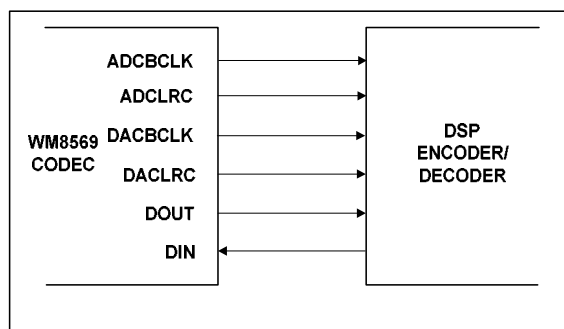 ADCBCLK
ADCLRC
DACBCLK
DACLRC
DOUT
DIN
WM8569
CODEC
DSP
ENCODER/
DECODER